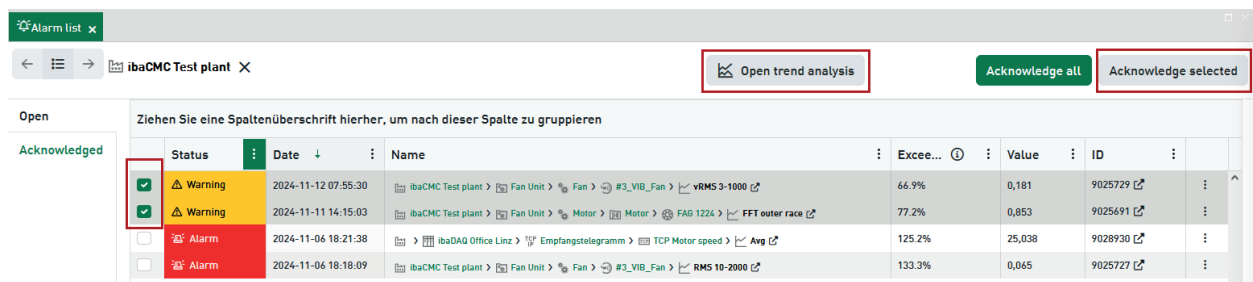 Alarm list
ibaCMC Test plant
Open trend analysis
Acknowledge all
Acknowledge selected
Open
Acknowledged
Ziehen Sie eine Spaltenüberschrift hierher, um nach dieser Spalte zu gruppieren
Status Date Name Excee... Value ID
Warning 2024-11-12 07:55:30 ibaCMC Test plant > Fan Unit > Fan > #3_VIB_Fan > vRMS 3-1000 66.9% 0,181 9025729
Warning 2024-11-11 14:15:03 ibaCMC Test plant > Fan Unit > Motor > Motor > FAG 1224 > FFT outer race 77.2% 0,853 9025691
Alarm 2024-11-06 18:21:38 > ibaDAQ Office Linz > TCP IP Empfangstelegramm > TCP Motor speed > Avg 125.2% 25,038 9028930
Alarm 2024-11-06 18:18:09 ibaCMC Test plant > Fan Unit > Fan > #3_VIB_Fan > RMS 10-2000 133.3% 0,065 9025727